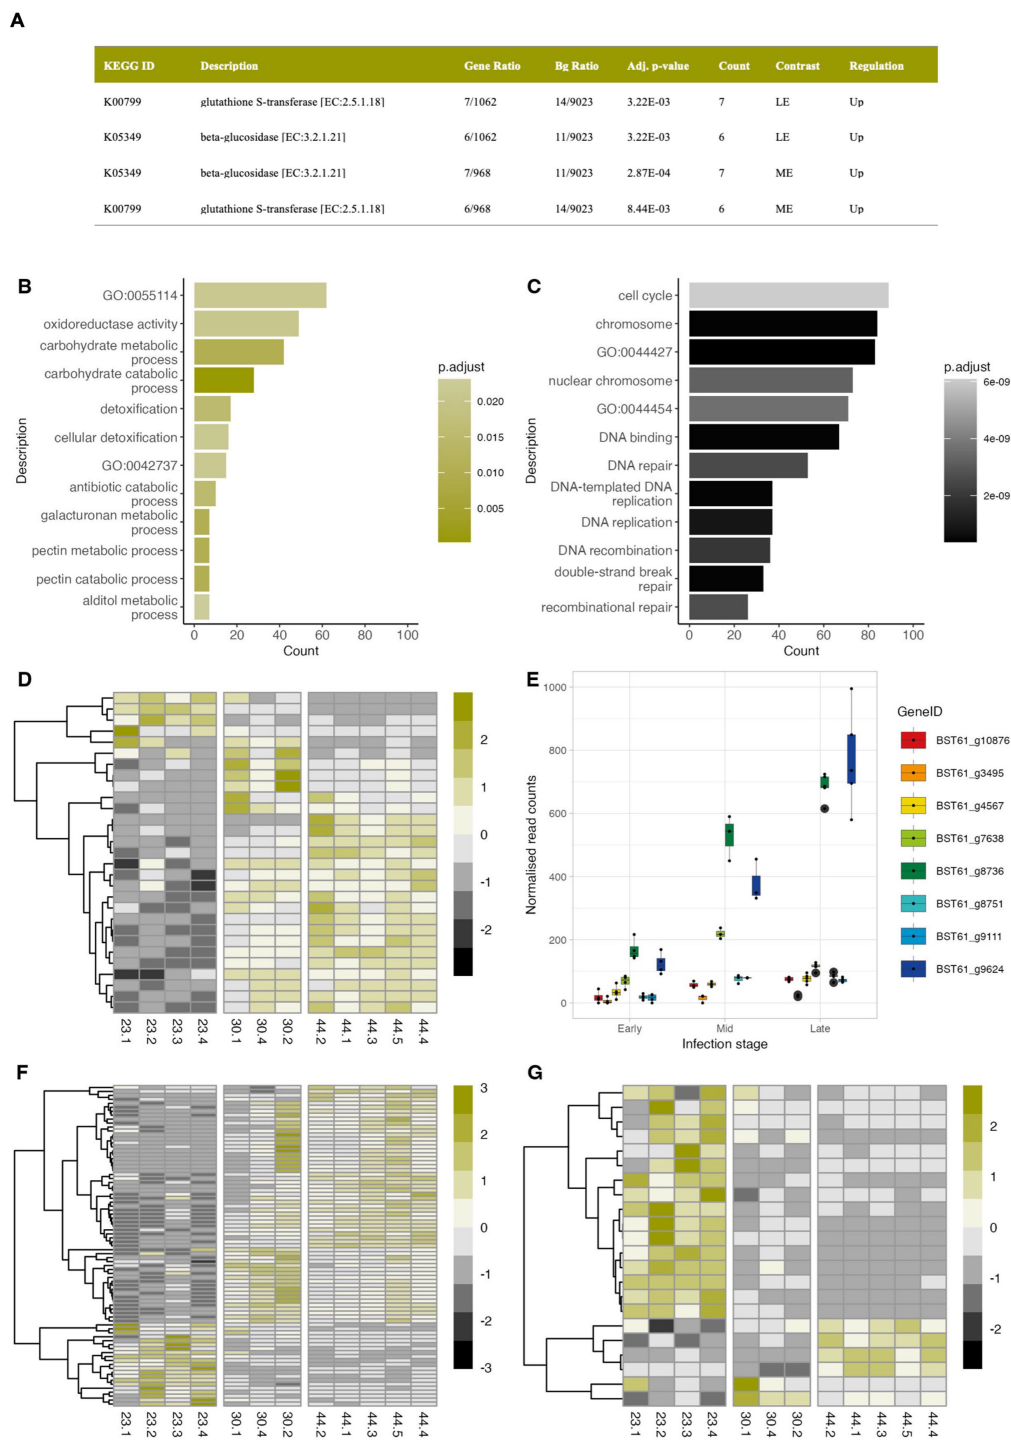 A
KEGG ID Description Gene Ratio Bg Ratio Adj. p-value Count Contrast Regulation
K00799 glutathione S-transferase [EC:2.5.1.18] 7/1062 14/9023 3.22E-03 7 LE Up
K05349 beta-glucosidase [EC:3.2.1.21] 6/1062 11/9023 3.22E-03 6 LE Up
K05349 beta-glucosidase [EC:3.2.1.21] 7/968 11/9023 2.87E-04 7 ME Up
K00799 glutathione S-transferase [EC:2.5.1.18] 6/968 14/9023 8.44E-03 6 ME Up
B
Description
GO:0055114
oxidoreductase activity
carbohydrate metabolic
process
carbohydrate catabolic
process
detoxification
cellular detoxification
GO:0042737
antibiotic catabolic
process
galacturonan metabolic
process
pectin metabolic process
pectin catabolic process
alditol metabolic
process
0 20 40 60 80 100
Count
p.adjust
0.020
0.015
0.010
0.005
C
Description
cell cycle
chromosome
GO:0044427
nuclear chromosome
GO:0044454
DNA binding
DNA repair
DNA-templated DNA
replication
DNA replication
DNA recombination
double-strand break
repair
recombinational repair
0 20 40 60 80 100
Count
p.adjust
6e-09
4e-09
2e-09
D
2
1
0
-1
-2
23.1 23.2 23.3 23.4 30.1 30.4 30.2 44.2 44.1 44.3 44.5 44.4
E
Normalised read counts
1000
800
600
400
200
0
Early Mid Late
Infection stage
GeneID
BST61_g10876
BST61_g3495
BST61_g4567
BST61_g7638
BST61_g8736
BST61_g8751
BST61_g9111
BST61_g9624
F
3
2
1
0
-1
-2
-3
23.1 23.2 23.3 23.4 30.1 30.4 30.2 44.2 44.1 44.3 44.5 44.4
G
2
1
0
-1
-2
23.1 23.2 23.3 23.4 30.1 30.4 30.2 44.2 44.1 44.3 44.5 44.4